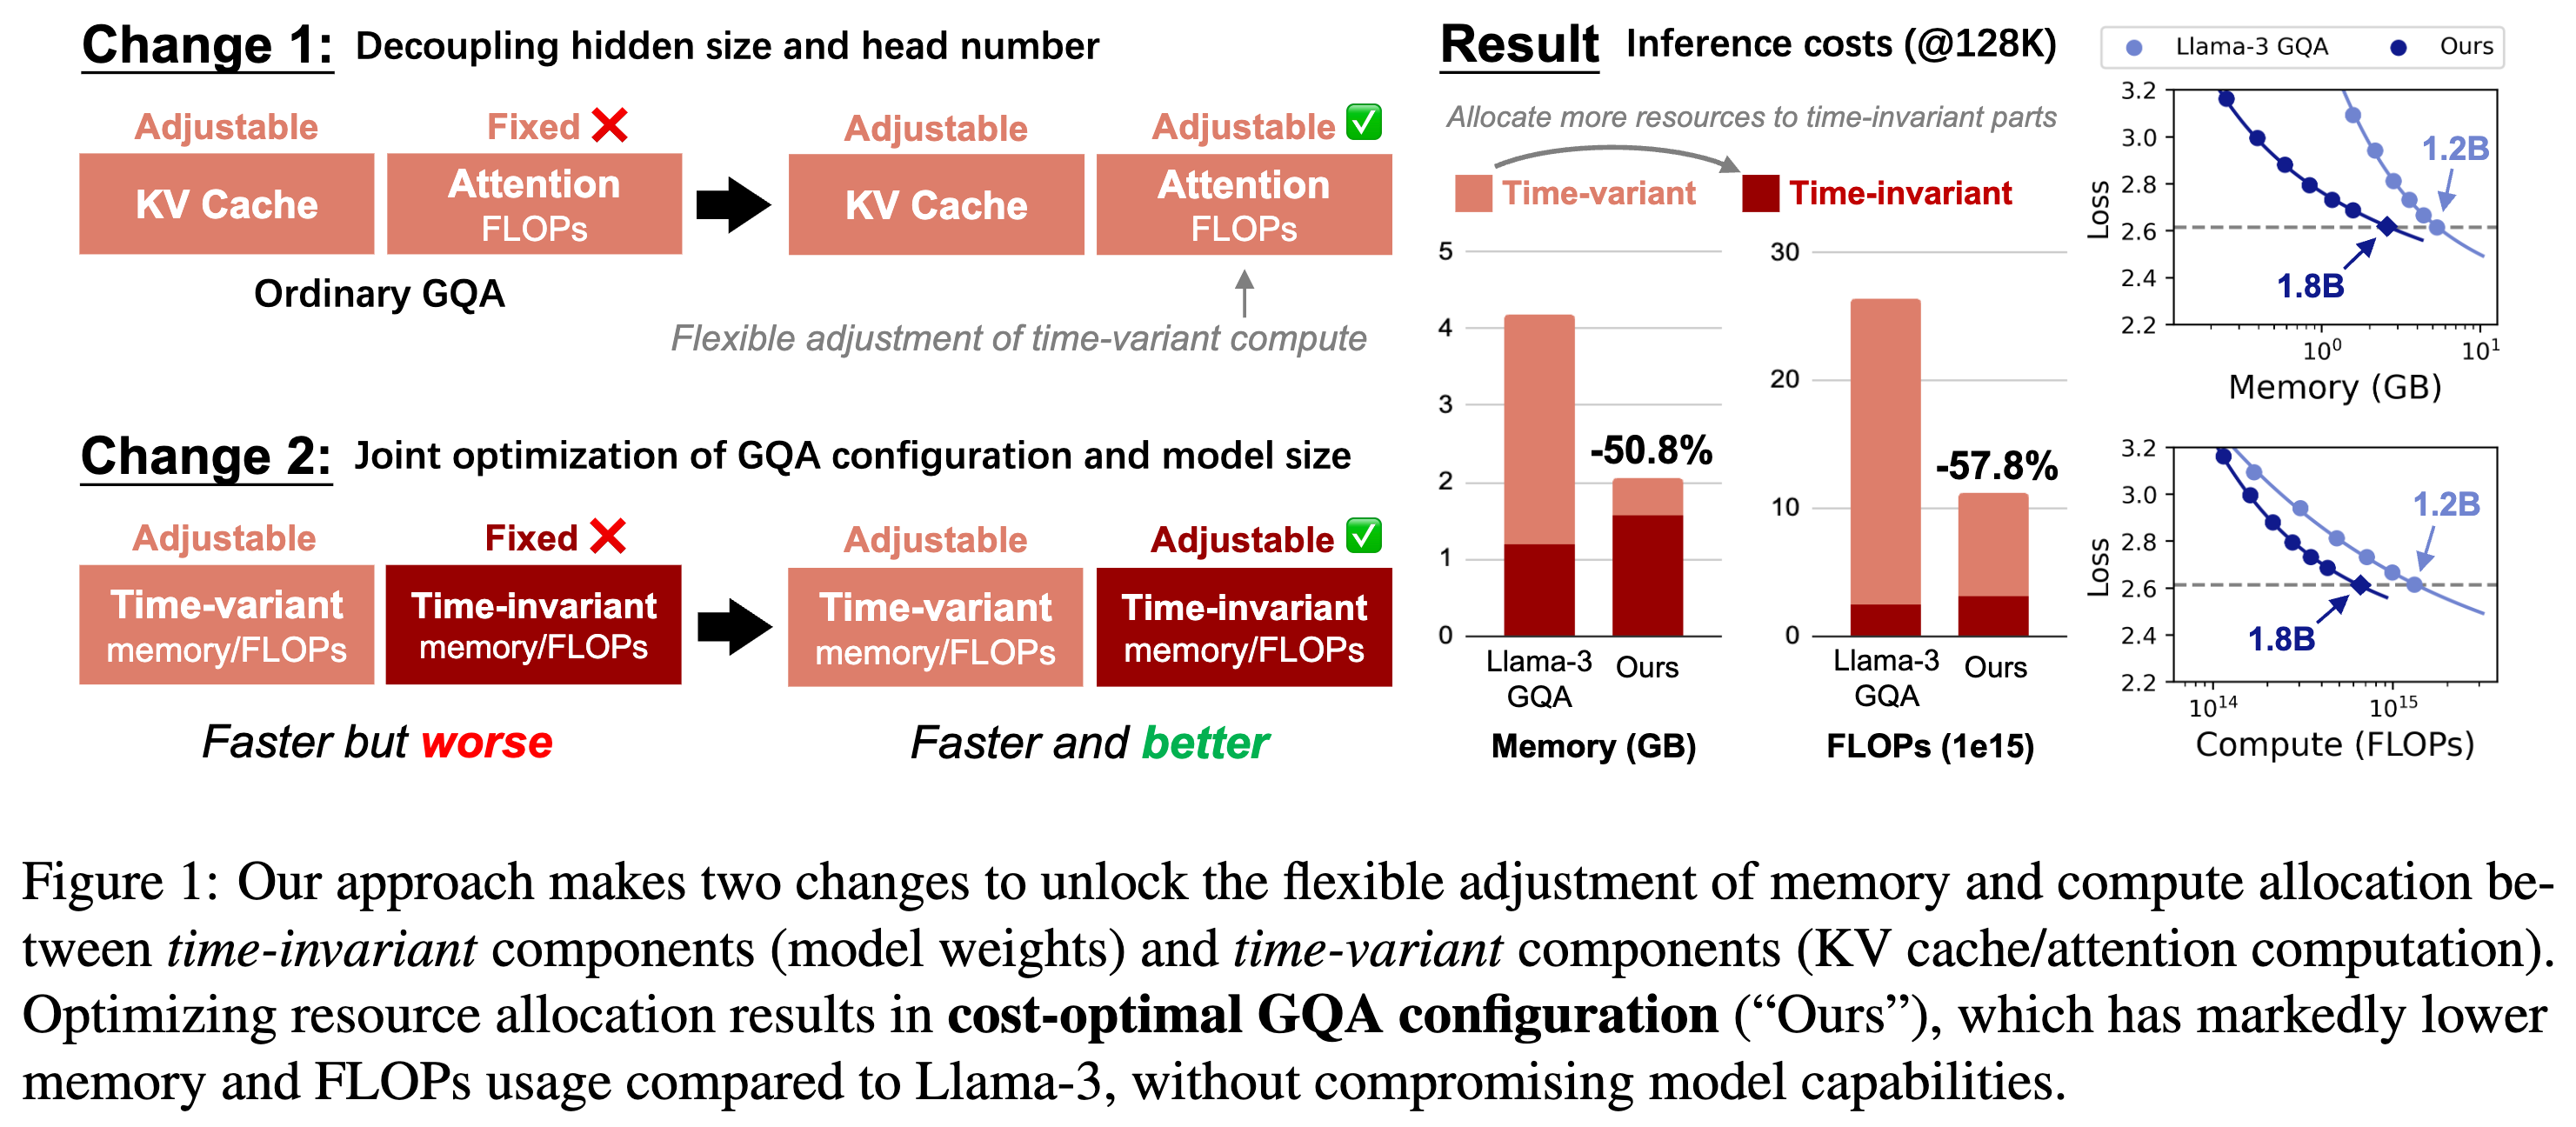 Change 1: Decoupling hidden size and head number
Adjustable
Fixed
KV Cache
Attention
FLOPs
Ordinary GQA
Adjustable
Adjustable
KV Cache
Attention
FLOPs
Flexible adjustment of time-variant compute
Change 2: Joint optimization of GQA configuration and model size
Adjustable
Fixed
Time-variant
memory/FLOPs
Time-invariant
memory/FLOPs
Faster but worse
Adjustable
Adjustable
Time-variant
memory/FLOPs
Time-invariant
memory/FLOPs
Faster and better
Result Inference costs (@128K)
Allocate more resources to time-invariant parts
Time-variant
Time-invariant
5
4
3
2
1
0
-50.8%
Llama-3
GQA
Ours
Memory (GB)
30
20
10
0
-57.8%
Llama-3
GQA
Ours
FLOPs (1e15)
Llama-3 GQA
Ours
3.2
3.0
2.8
2.6
2.4
2.2
Loss
1.2B
1.8B
10⁰
10¹
Memory (GB)
3.2
3.0
2.8
2.6
2.4
2.2
Loss
1.2B
1.8B
10¹⁴
10¹⁵
Compute (FLOPs)
Figure 1: Our approach makes two changes to unlock the flexible adjustment of memory and compute allocation be-
tween time-invariant components (model weights) and time-variant components (KV cache/attention computation).
Optimizing resource allocation results in cost-optimal GQA configuration (“Ours”), which has markedly lower
memory and FLOPs usage compared to Llama-3, without compromising model capabilities.